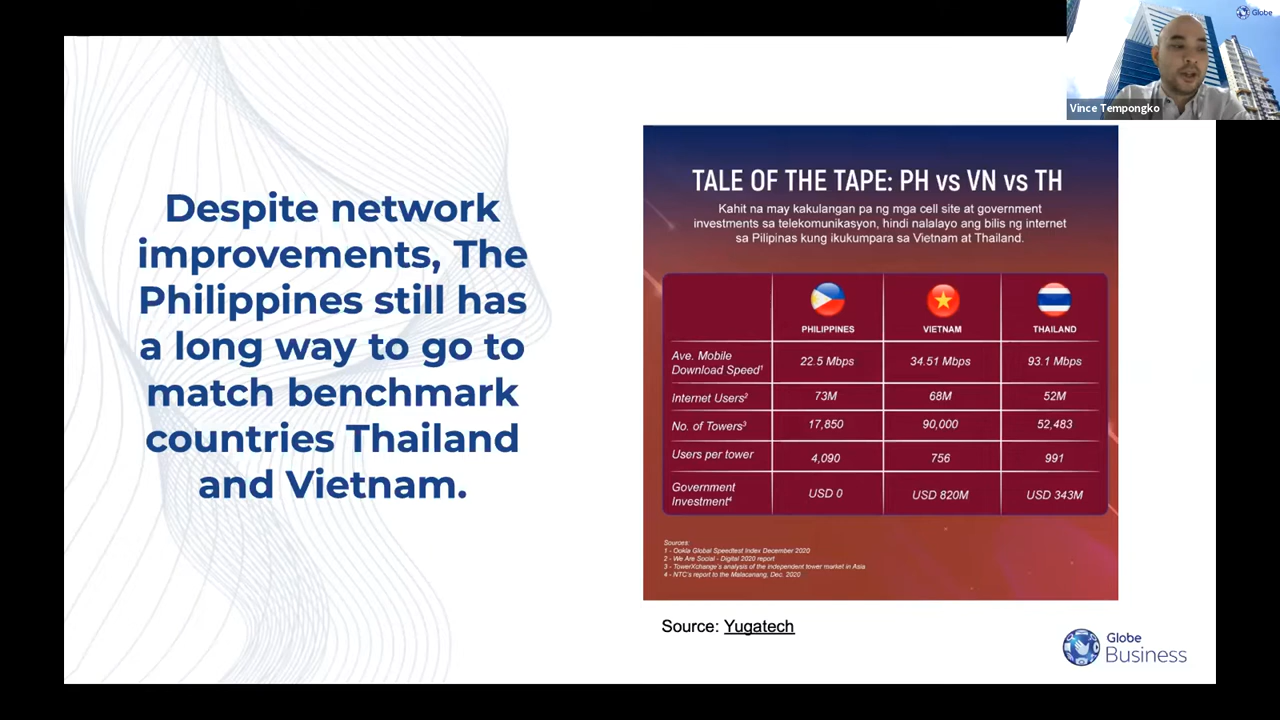 Globe
Vince Tempongko
Despite network
improvements, The
Philippines still has
a long way to go to
match benchmark
countries Thailand
and Vietnam.
TALE OF THE TAPE: PH vs VN vs TH
Kahit na may kakulangan pa ng mga cell site at government
investments sa telekomunikasyon, hindi nalalayo ang bilis ng internet
sa Pilipinas kung ikukumpara sa Vietnam at Thailand.
PHILIPPINES VIETNAM THAILAND
Ave. Mobile
Download Speed¹ 22.5 Mbps 34.51 Mbps 93.1 Mbps
Internet Users² 73M 68M 52M
No. of Towers³ 17,850 90,000 52,483
Users per tower 4,090 756 991
Government
Investment⁴ USD 0 USD 820M USD 343M
Sources:
1 - Ookla Global Speedtest Index December 2020
2 - We Are Social - Digital 2020 report
3 - TowerXchange's analysis of the independent tower market in Asia
4 - NTC's report to the Malacanang, Dec. 2020
Source: Yugatech
Globe
Business